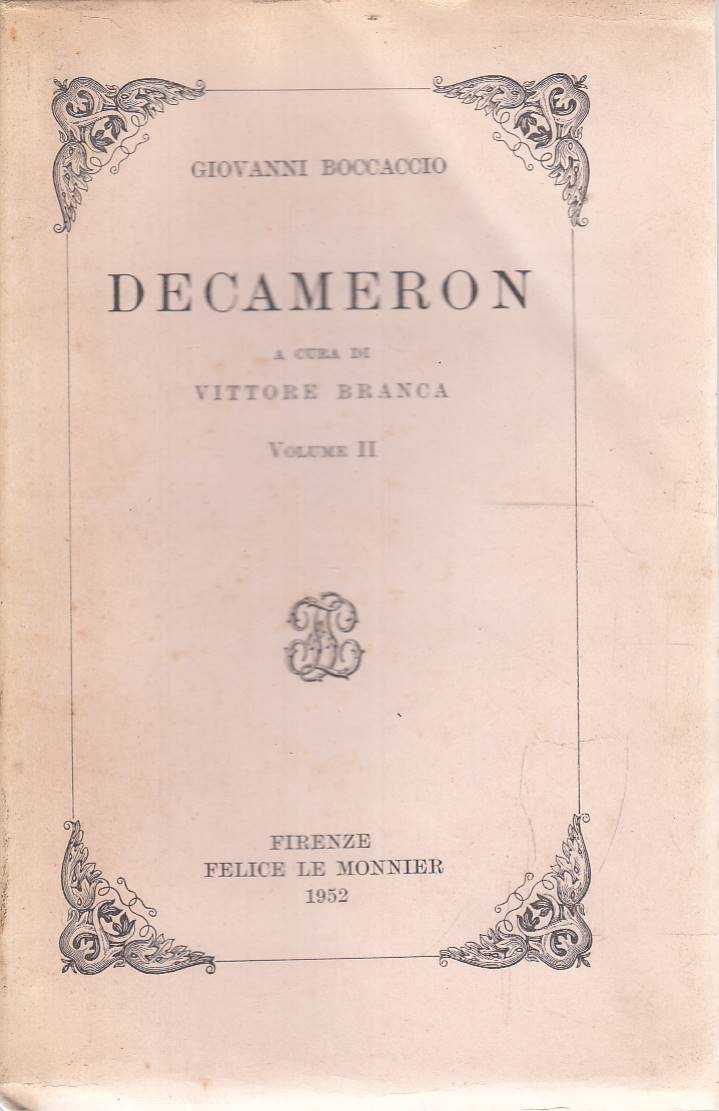 GIOVANNI BOCCACCIO
DECAMERON
A CURA DI
VITTORE BRANCA
VOLUME II
FIRENZE
FELICE LE MONNIER
1952